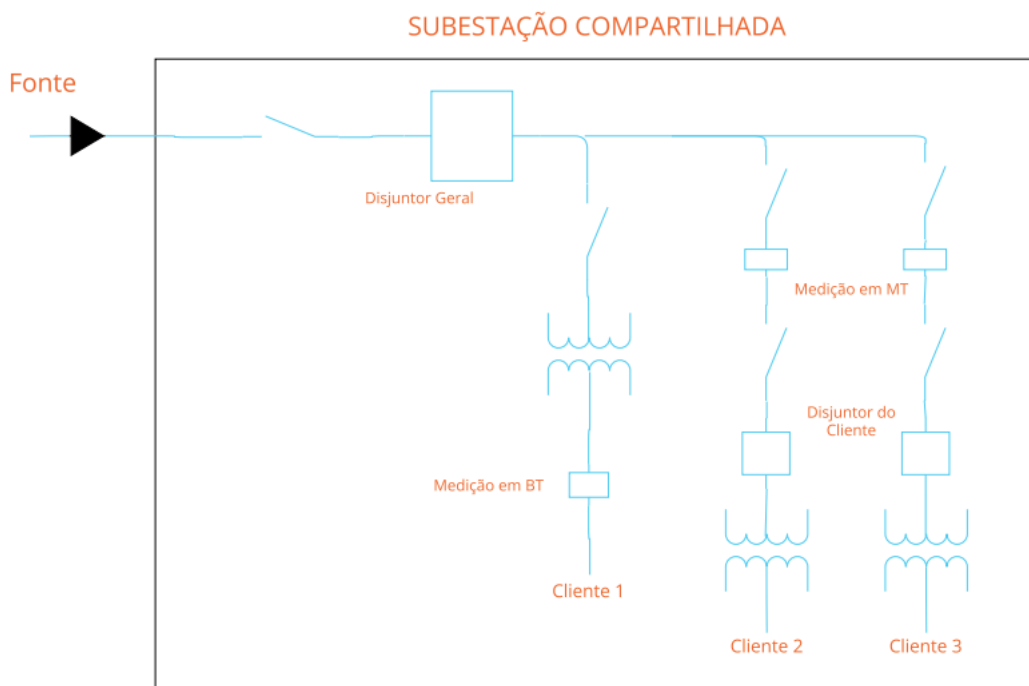 SUBESTAÇÃO COMPARTILHADA
Fonte
Disjuntor Geral
Medição em MT
Disjuntor do
Cliente
Medição em BT
Cliente 1
Cliente 2
Cliente 3